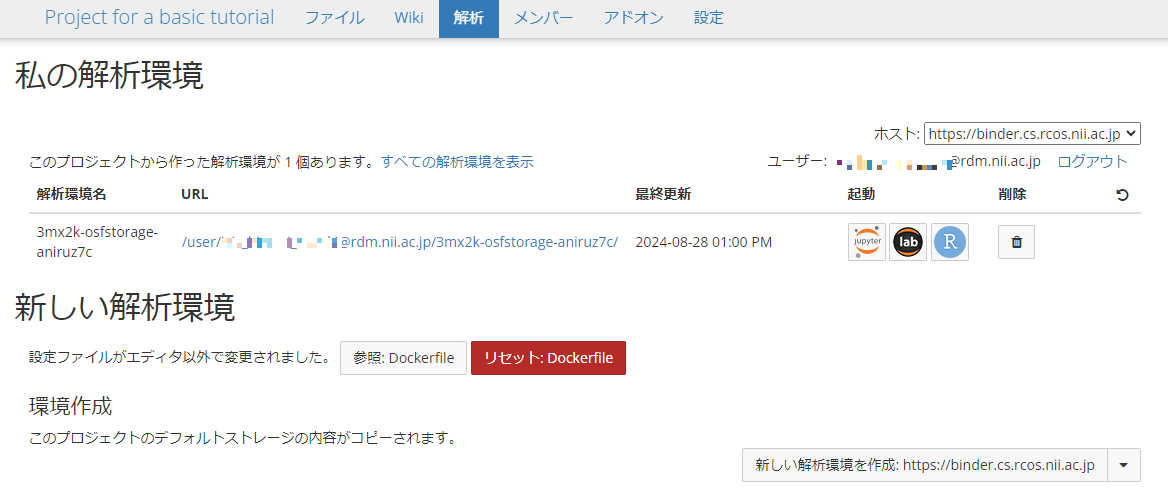 Project for a basic tutorial ファイル Wiki 解析 メンバー アドオン 設定
私の解析環境
ホスト: https://binder.cs.rcos.nii.ac.jp
このプロジェクトから作った解析環境が 1 個あります。すべての解析環境を表示
ユーザー: @rdm.nii.ac.jp ログアウト
解析環境名 URL 最終更新 起動 削除
3mx2k-osfstorage-
aniruz7c
/user/ @rdm.nii.ac.jp/3mx2k-osfstorage-aniruz7c/ 2024-08-28 01:00 PM jupyter lab R
新しい解析環境
設定ファイルがエディタ以外で変更されました。 参照: Dockerfile リセット: Dockerfile
環境作成
このプロジェクトのデフォルトストレージの内容がコピーされます。
新しい解析環境を作成: https://binder.cs.rcos.nii.ac.jp